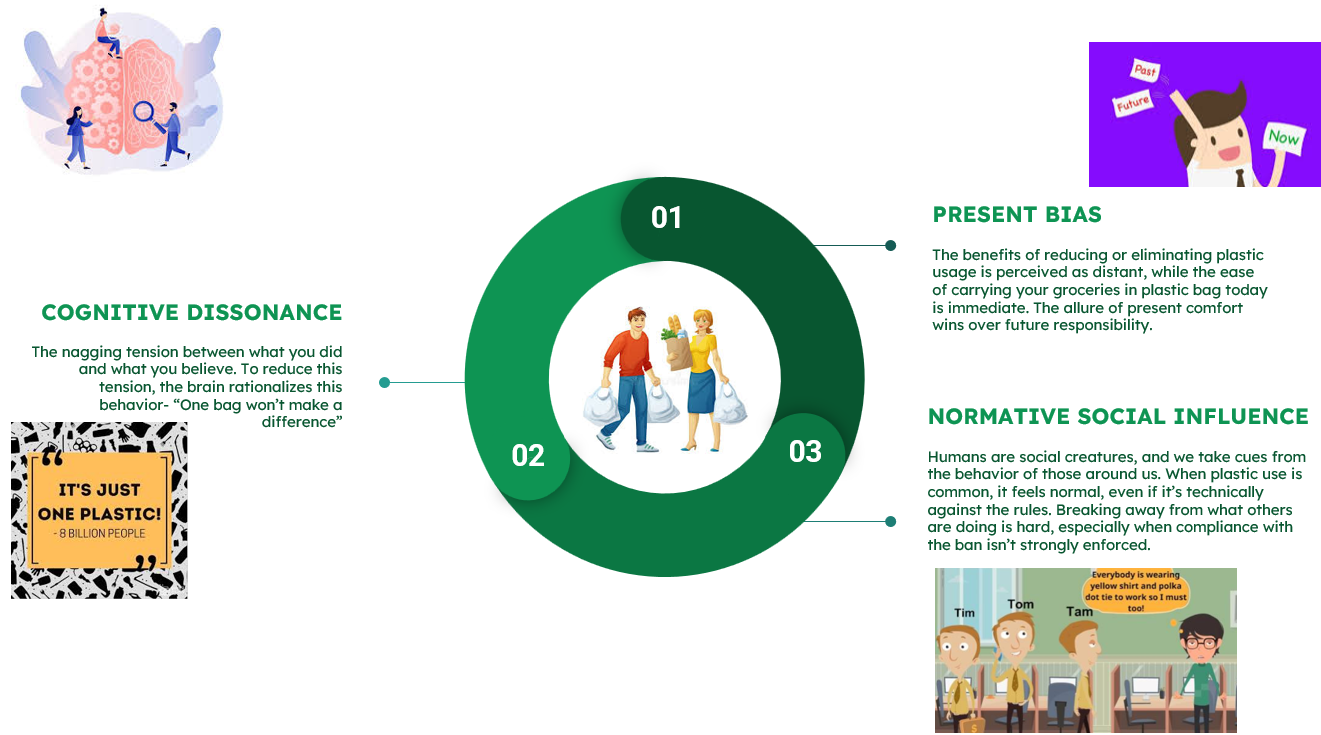 Past
Future
Now
01
PRESENT BIAS
The benefits of reducing or eliminating plastic
usage is perceived as distant, while the ease
of carrying your groceries in plastic bag today
is immediate. The allure of present comfort
wins over future responsibility.
COGNITIVE DISSONANCE
The nagging tension between what you did
and what you believe. To reduce this
tension, the brain rationalizes this
behavior- “One bag won’t make a
difference”
02
“
IT'S JUST
ONE PLASTIC!
- 8 BILLION PEOPLE
”
03
NORMATIVE SOCIAL INFLUENCE
Humans are social creatures, and we take cues from
the behavior of those around us. When plastic use is
common, it feels normal, even if it’s technically
against the rules. Breaking away from what others
are doing is hard, especially when compliance with
the ban isn’t strongly enforced.
Everybody is wearing
yellow shirt and polka
dot tie to work so I must
too!
Tim
Tom
Tam
$